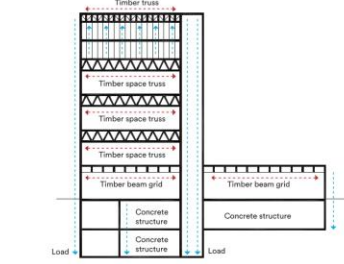 Timber truss
Timber space truss
Timber space truss
Timber space truss
Timber beam grid
Timber beam grid
Concrete
structure
Concrete structure
Concrete
structure
Load
Load